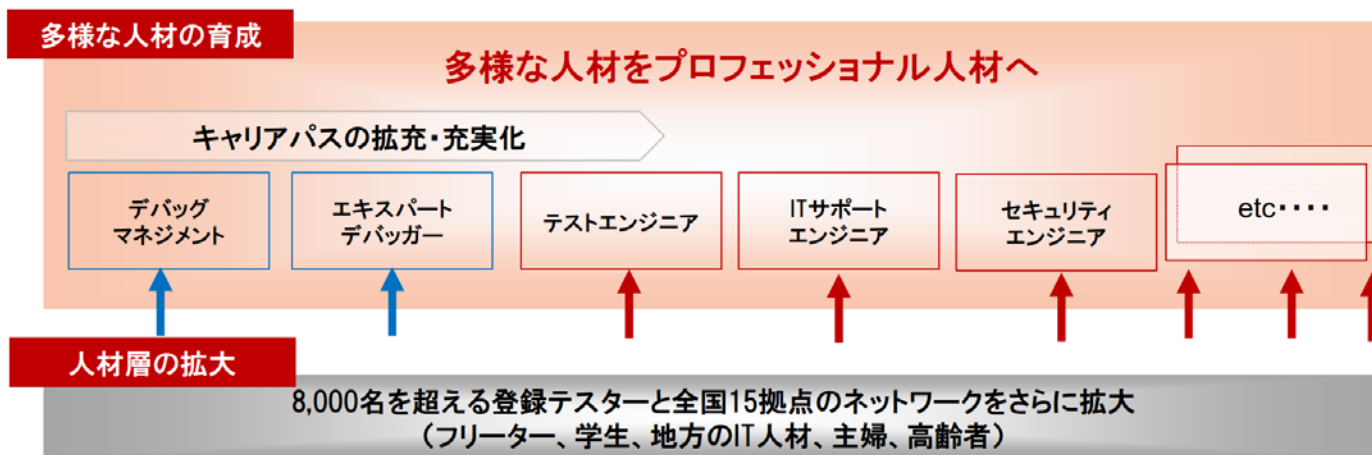 多様な人材の育成
多様な人材をプロフェッショナル人材へ
キャリアパスの拡充・充実化
デバッグ
マネジメント
エキスパート
デバッガー
テストエンジニア
ITサポート
エンジニア
セキュリティ
エンジニア
etc・・・・
人材層の拡大
8,000名を超える登録テスターと全国15拠点のネットワークをさらに拡大
（フリーター、学生、地方のIT人材、主婦、高齢者）